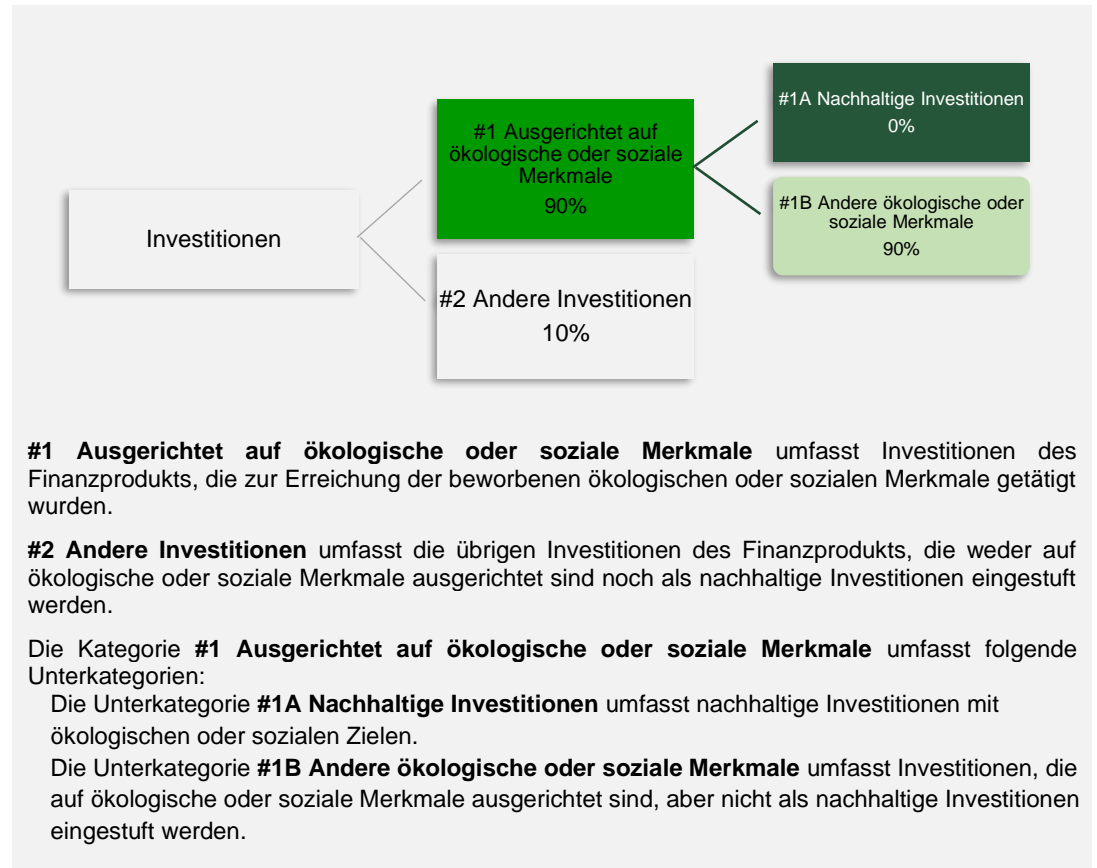 #1A Nachhaltige Investitionen
0%
#1 Ausgerichtet auf
ökologische oder soziale
Merkmale
90%
#1B Andere ökologische oder
soziale Merkmale
90%
Investitionen
#2 Andere Investitionen
10%
#1 Ausgerichtet auf ökologische oder soziale Merkmale umfasst Investitionen des
Finanzprodukts, die zur Erreichung der beworbenen ökologischen oder sozialen Merkmale getätigt
wurden.
#2 Andere Investitionen umfasst die übrigen Investitionen des Finanzprodukts, die weder auf
ökologische oder soziale Merkmale ausgerichtet sind noch als nachhaltige Investitionen eingestuft
werden.
Die Kategorie #1 Ausgerichtet auf ökologische oder soziale Merkmale umfasst folgende
Unterkategorien:
Die Unterkategorie #1A Nachhaltige Investitionen umfasst nachhaltige Investitionen mit
ökologischen oder sozialen Zielen.
Die Unterkategorie #1B Andere ökologische oder soziale Merkmale umfasst Investitionen, die
auf ökologische oder soziale Merkmale ausgerichtet sind, aber nicht als nachhaltige Investitionen
eingestuft werden.